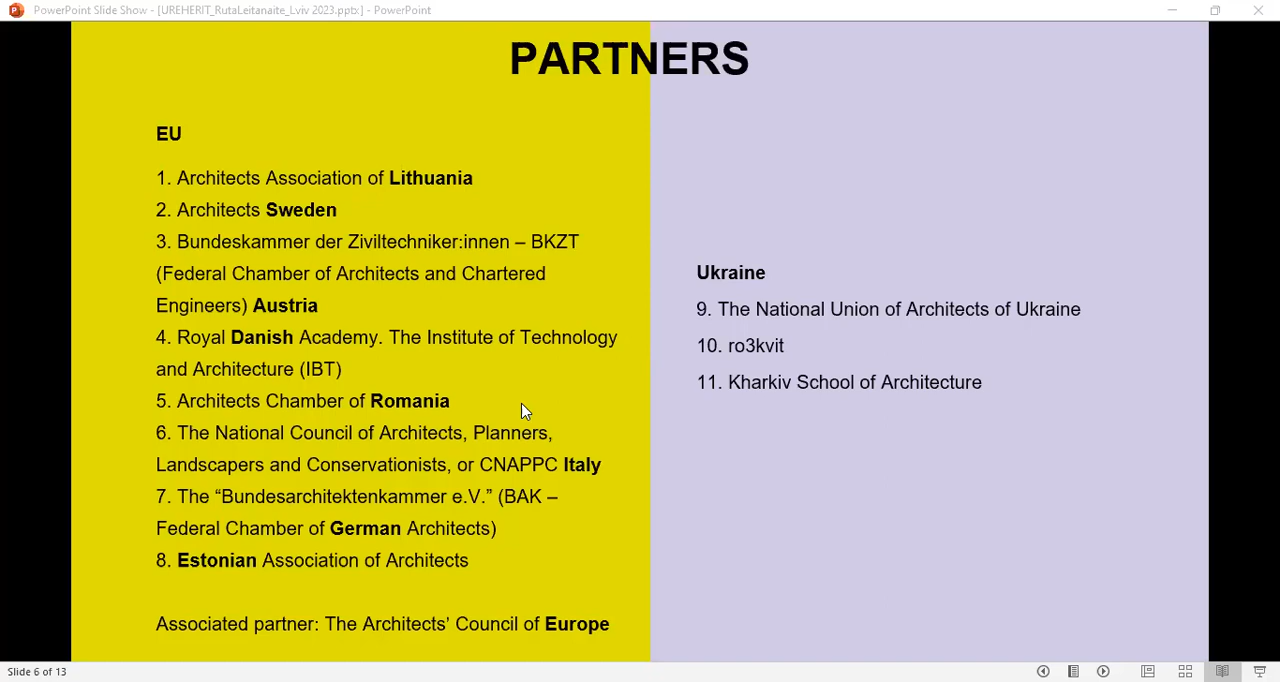 PowerPoint Slide Show - [UREHERIT_RutaLeitanaite_Lviv 2023.pptx] - PowerPoint
PARTNERS
EU
1. Architects Association of Lithuania
2. Architects Sweden
3. Bundeskammer der Ziviltechniker:innen – BKZT
(Federal Chamber of Architects and Chartered
Engineers) Austria
4. Royal Danish Academy. The Institute of Technology
and Architecture (IBT)
5. Architects Chamber of Romania
6. The National Council of Architects, Planners,
Landscapers and Conservationists, or CNAPPC Italy
7. The “Bundesarchitektenkammer e.V.” (BAK –
Federal Chamber of German Architects)
8. Estonian Association of Architects
Associated partner: The Architects’ Council of Europe
Ukraine
9. The National Union of Architects of Ukraine
10. ro3kvit
11. Kharkiv School of Architecture
Slide 6 of 13